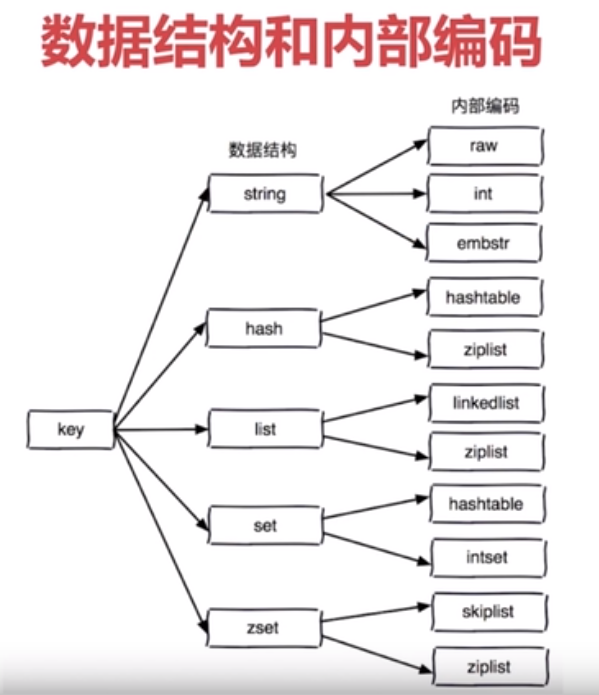 数据结构和内部编码
内部编码
数据结构
raw
string
int
embstr
hashtable
hash
ziplist
linkedlist
key
list
ziplist
hashtable
set
intset
skiplist
zset
ziplist